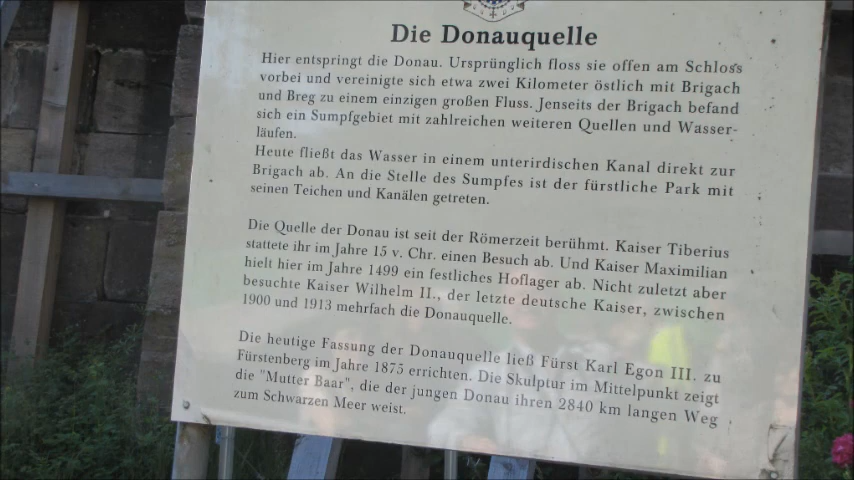 Die Donauquelle
Hier entspringt die Donau. Ursprünglich floss sie offen am Schloss
vorbei und vereinigte sich etwa zwei Kilometer östlich mit Brigach
und Breg zu einem einzigen großen Fluss. Jenseits der Brigach befand
sich ein Sumpfgebiet mit zahlreichen weiteren Quellen und Wasser-
läufen.
Heute fließt das Wasser in einem unterirdischen Kanal direkt zur
Brigach ab. An die Stelle des Sumpfes ist der fürstliche Park mit
seinen Teichen und Kanälen getreten.
Die Quelle der Donau ist seit der Römerzeit berühmt. Kaiser Tiberius
stattete ihr im Jahre 15 v. Chr. einen Besuch ab. Und Kaiser Maximilian
hielt hier im Jahre 1499 ein festliches Hoflager ab. Nicht zuletzt aber
besuchte Kaiser Wilhelm II., der letzte deutsche Kaiser, zwischen
1900 und 1913 mehrfach die Donauquelle.
Die heutige Fassung der Donauquelle ließ Fürst Karl Egon III. zu
Fürstenberg im Jahre 1875 errichten. Die Skulptur im Mittelpunkt zeigt
die "Mutter Baar", die der jungen Donau ihren 2840 km langen Weg
zum Schwarzen Meer weist.